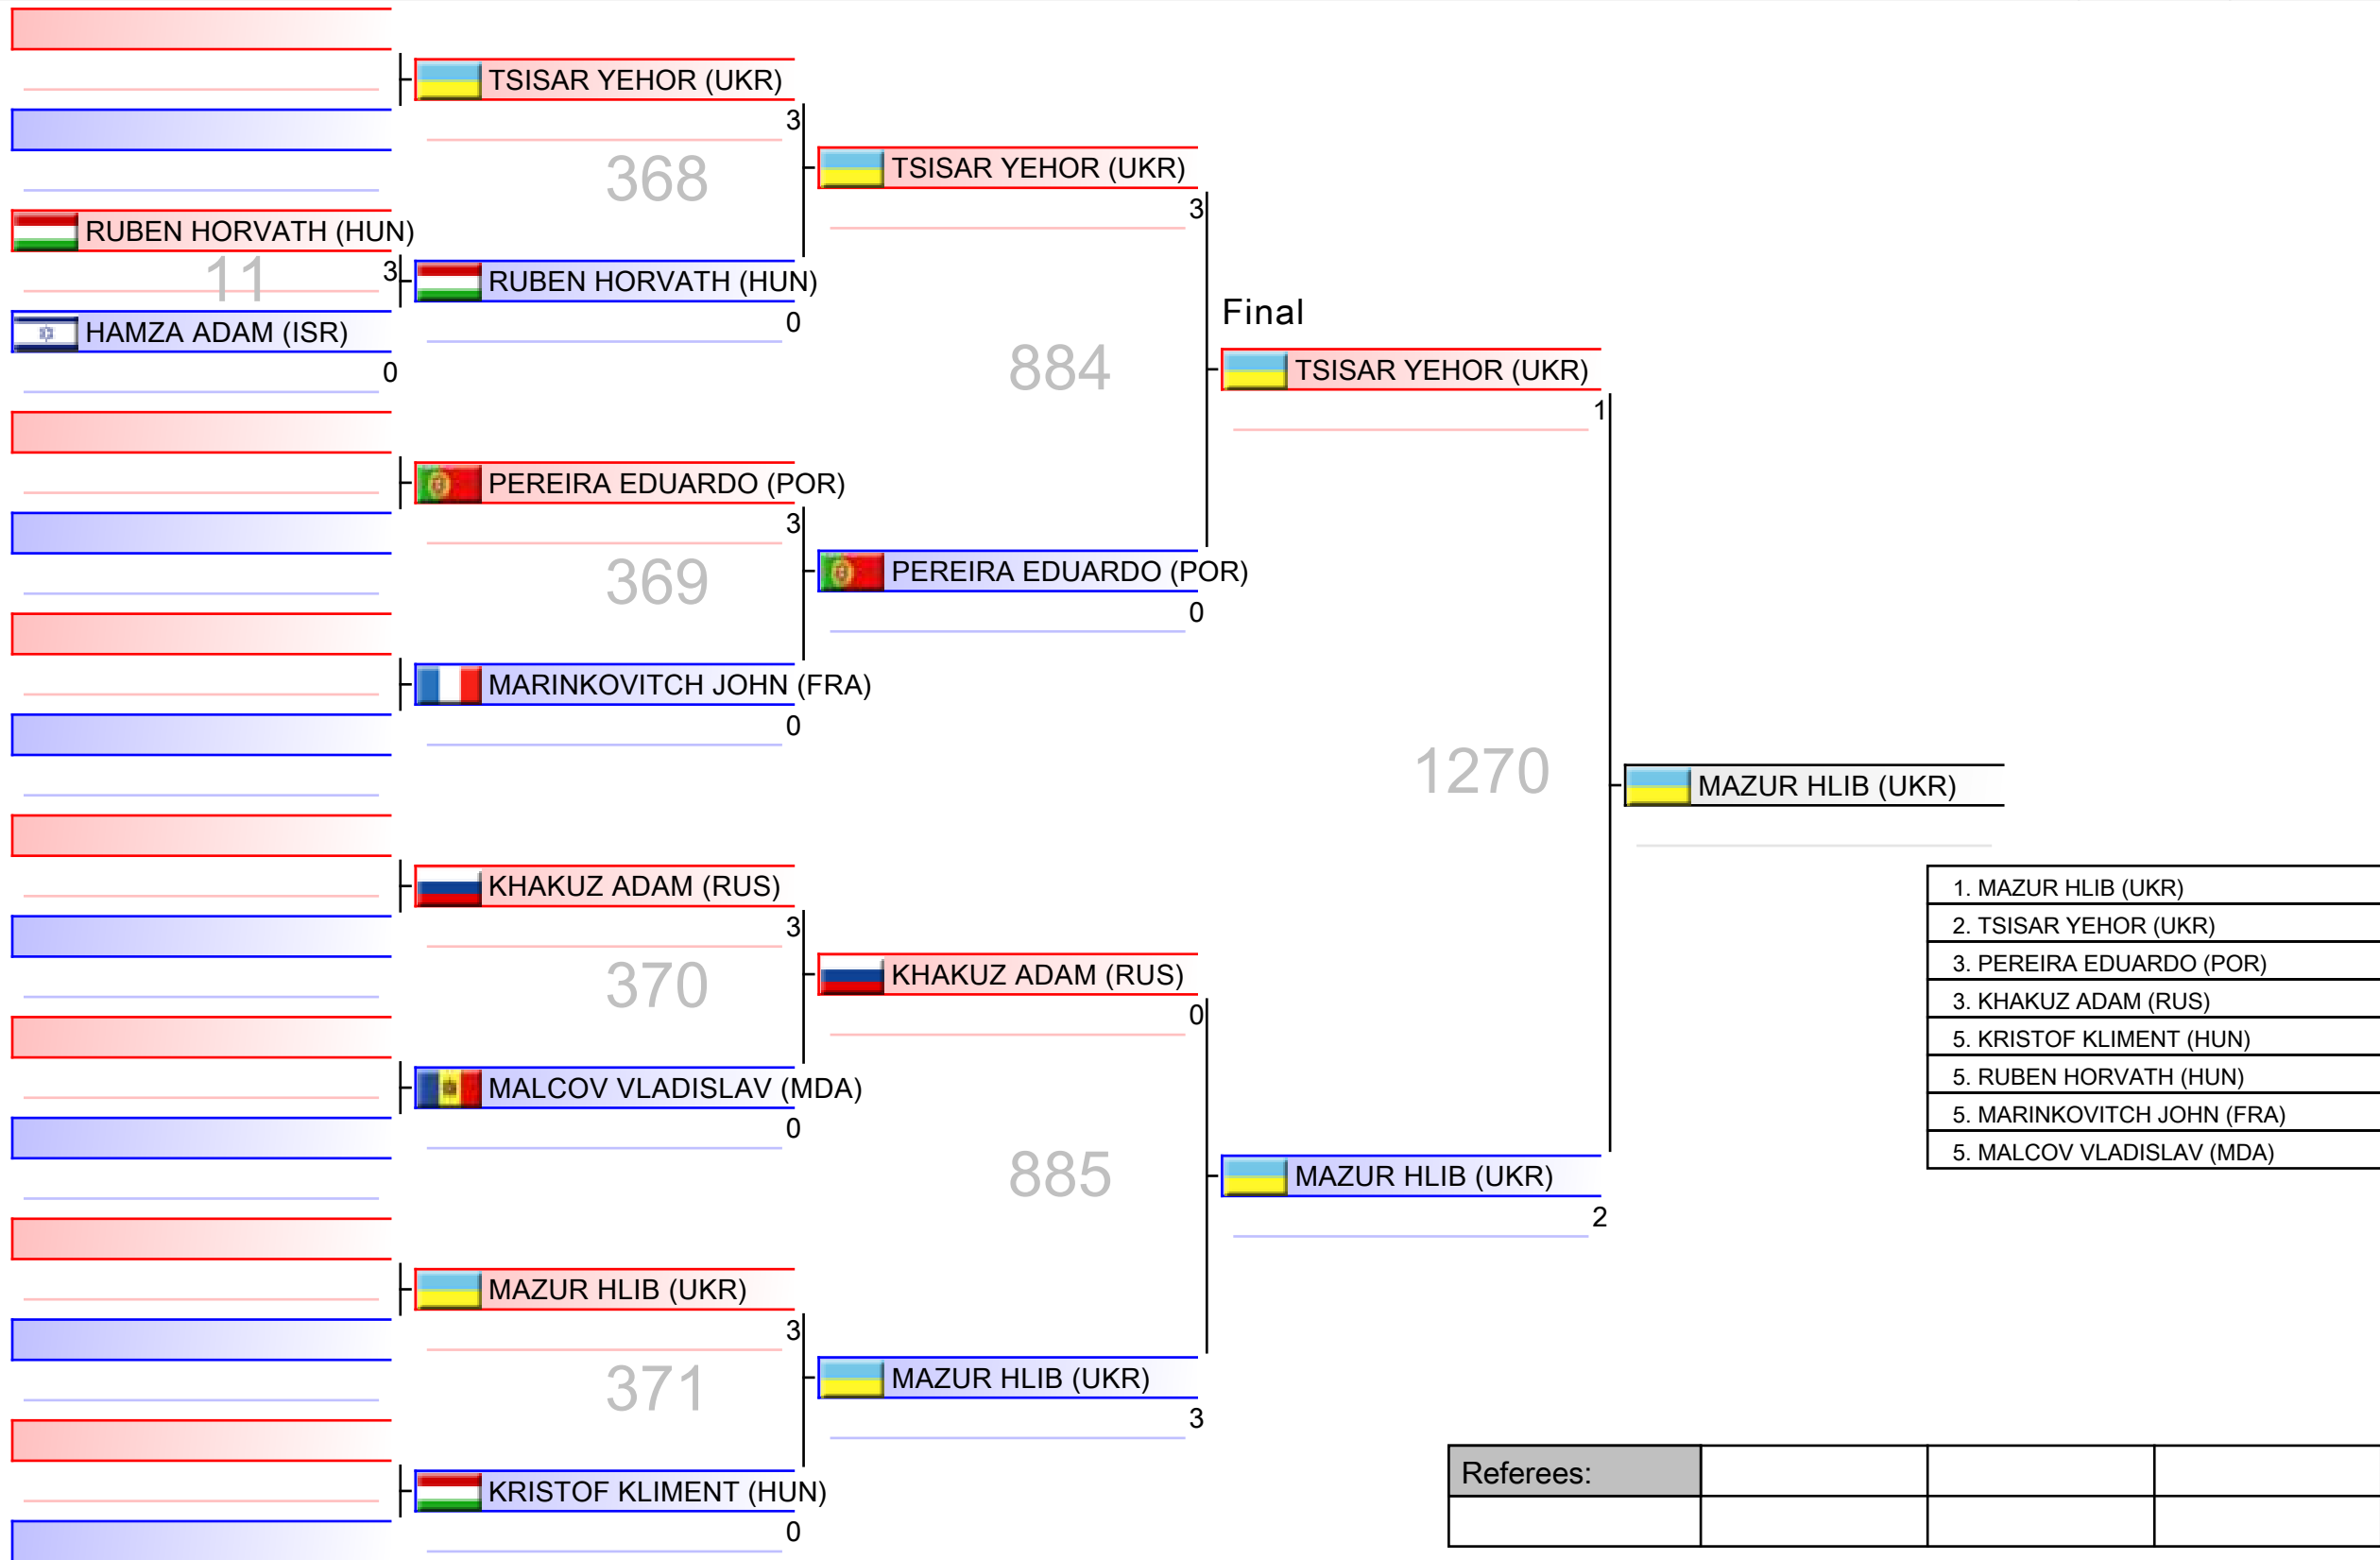 TSISAR YEHOR (UKR)
3
368
RUBEN HORVATH (HUN)
11
3
HAMZA ADAM (ISR)
0
RUBEN HORVATH (HUN)
0
TSISAR YEHOR (UKR)
3
884
PEREIRA EDUARDO (POR)
3
369
MARINKOVITCH JOHN (FRA)
0
PEREIRA EDUARDO (POR)
0
Final
TSISAR YEHOR (UKR)
1
1270
KHAKUZ ADAM (RUS)
3
370
MALCOV VLADISLAV (MDA)
0
KHAKUZ ADAM (RUS)
0
885
MAZUR HLIB (UKR)
3
371
KRISTOF KLIMENT (HUN)
0
MAZUR HLIB (UKR)
3
MAZUR HLIB (UKR)
2
MAZUR HLIB (UKR)
1. MAZUR HLIB (UKR)
2. TSISAR YEHOR (UKR)
3. PEREIRA EDUARDO (POR)
3. KHAKUZ ADAM (RUS)
5. KRISTOF KLIMENT (HUN)
5. RUBEN HORVATH (HUN)
5. MARINKOVITCH JOHN (FRA)
5. MALCOV VLADISLAV (MDA)
Referees: